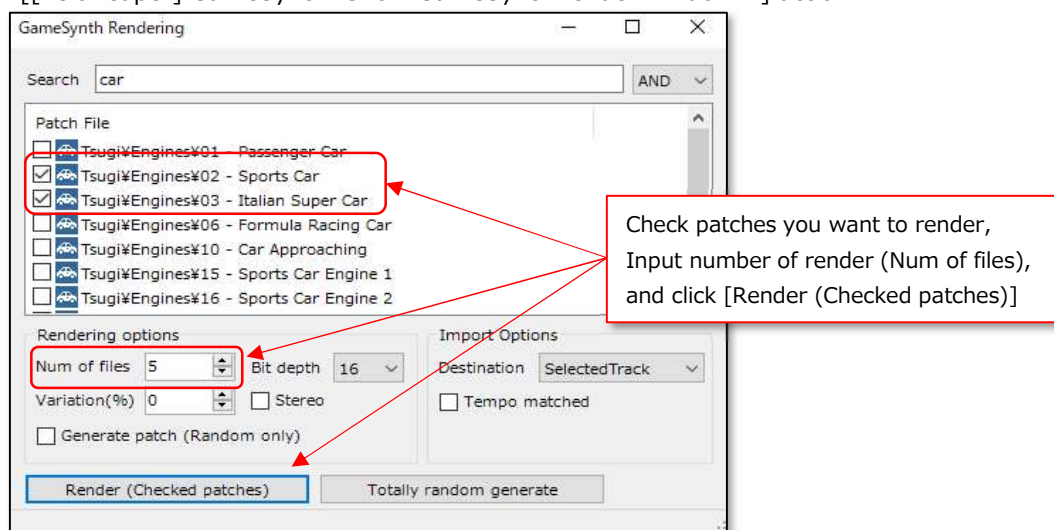 GameSynth Rendering
Search car AND
Patch File
Tsugi¥Engines¥01 - Passenger Car
Tsugi¥Engines¥02 - Sports Car
Tsugi¥Engines¥03 - Italian Super Car
Tsugi¥Engines¥06 - Formula Racing Car
Tsugi¥Engines¥10 - Car Approaching
Tsugi¥Engines¥15 - Sports Car Engine 1
Tsugi¥Engines¥16 - Sports Car Engine 2
Check patches you want to render,
Input number of render (Num of files),
and click [Render (Checked patches)]
Rendering options Import Options
Num of files 5 Bit depth 16 Destination SelectedTrack
Variation(%) 0 Stereo Tempo matched
Generate patch (Random only)
Render (Checked patches) Totally random generate